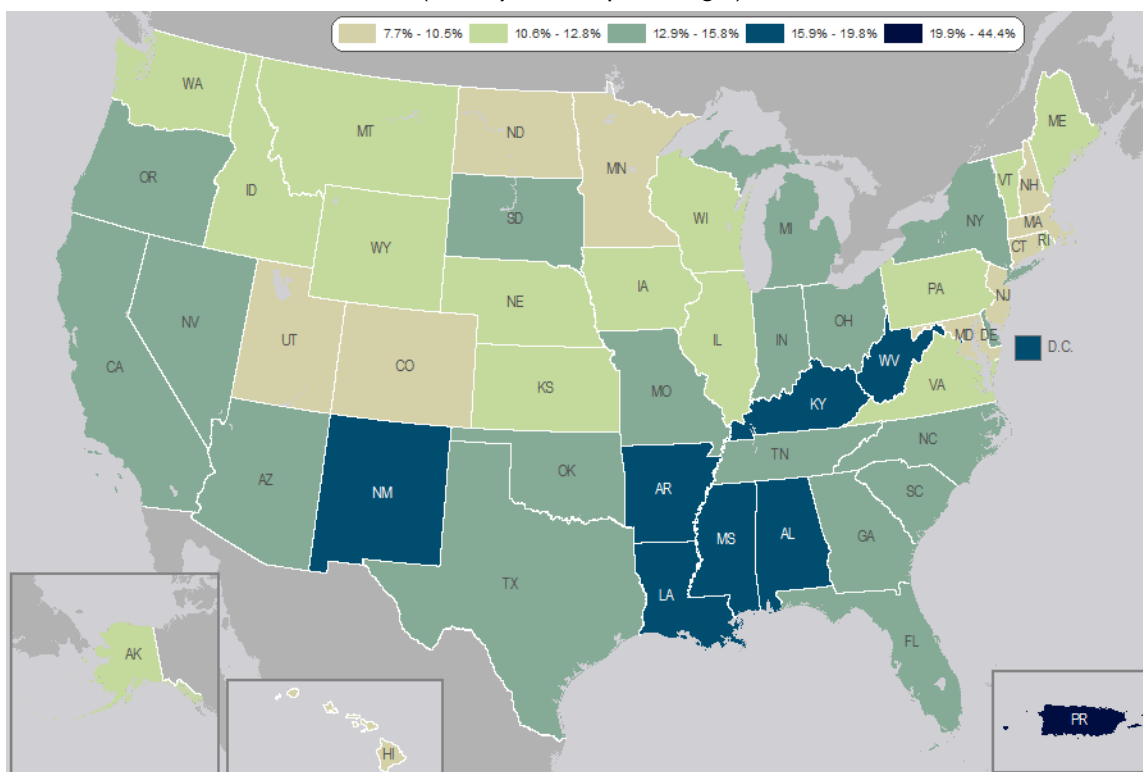 7.7% - 10.5% 10.6% - 12.8% 12.9% - 15.8% 15.9% - 19.8% 19.9% - 44.4%
WA
MT
ND
MN
ME
OR
ID
SD
WI
VT
NH
WY
MI
NY
MA
CT
RI
NE
IA
PA
NJ
NV
UT
IL
IN
OH
MD
DE
D.C.
CA
CO
KS
MO
WV
VA
KY
AZ
NM
OK
AR
TN
NC
SC
MS
AL
GA
TX
LA
FL
AK
HI
PR